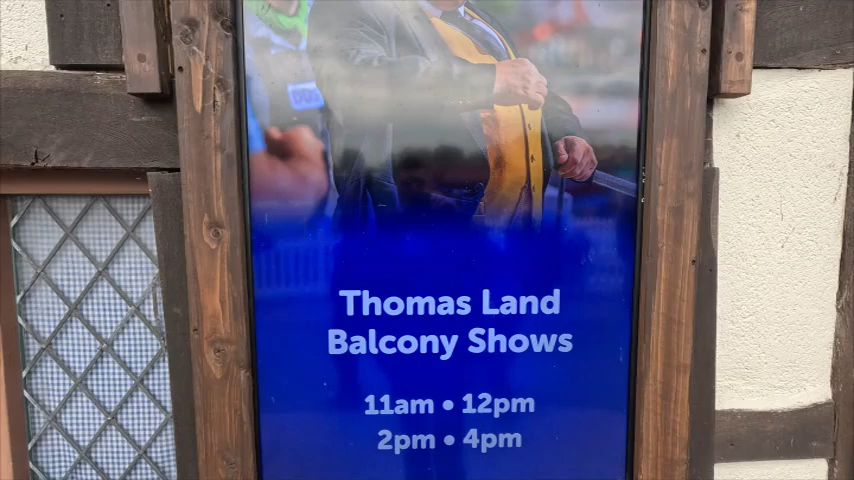 Thomas Land
Balcony Shows
11am • 12pm
2pm • 4pm